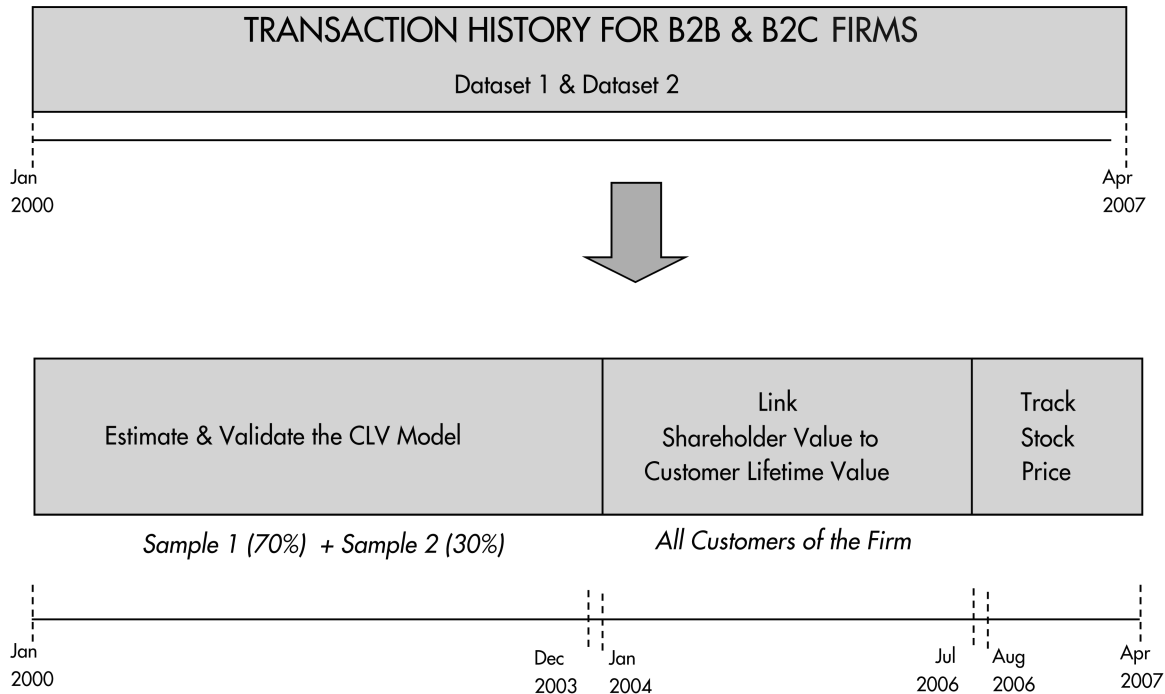 TRANSACTION HISTORY FOR B2B & B2C FIRMS
Dataset 1 & Dataset 2
Jan
2000
Apr
2007
Estimate & Validate the CLV Model
Link
Shareholder Value to
Customer Lifetime Value
Track
Stock
Price
Sample 1 (70%) + Sample 2 (30%)
All Customers of the Firm
Jan
2000
Dec
2003
Jan
2004
Jul
2006
Aug
2006
Apr
2007